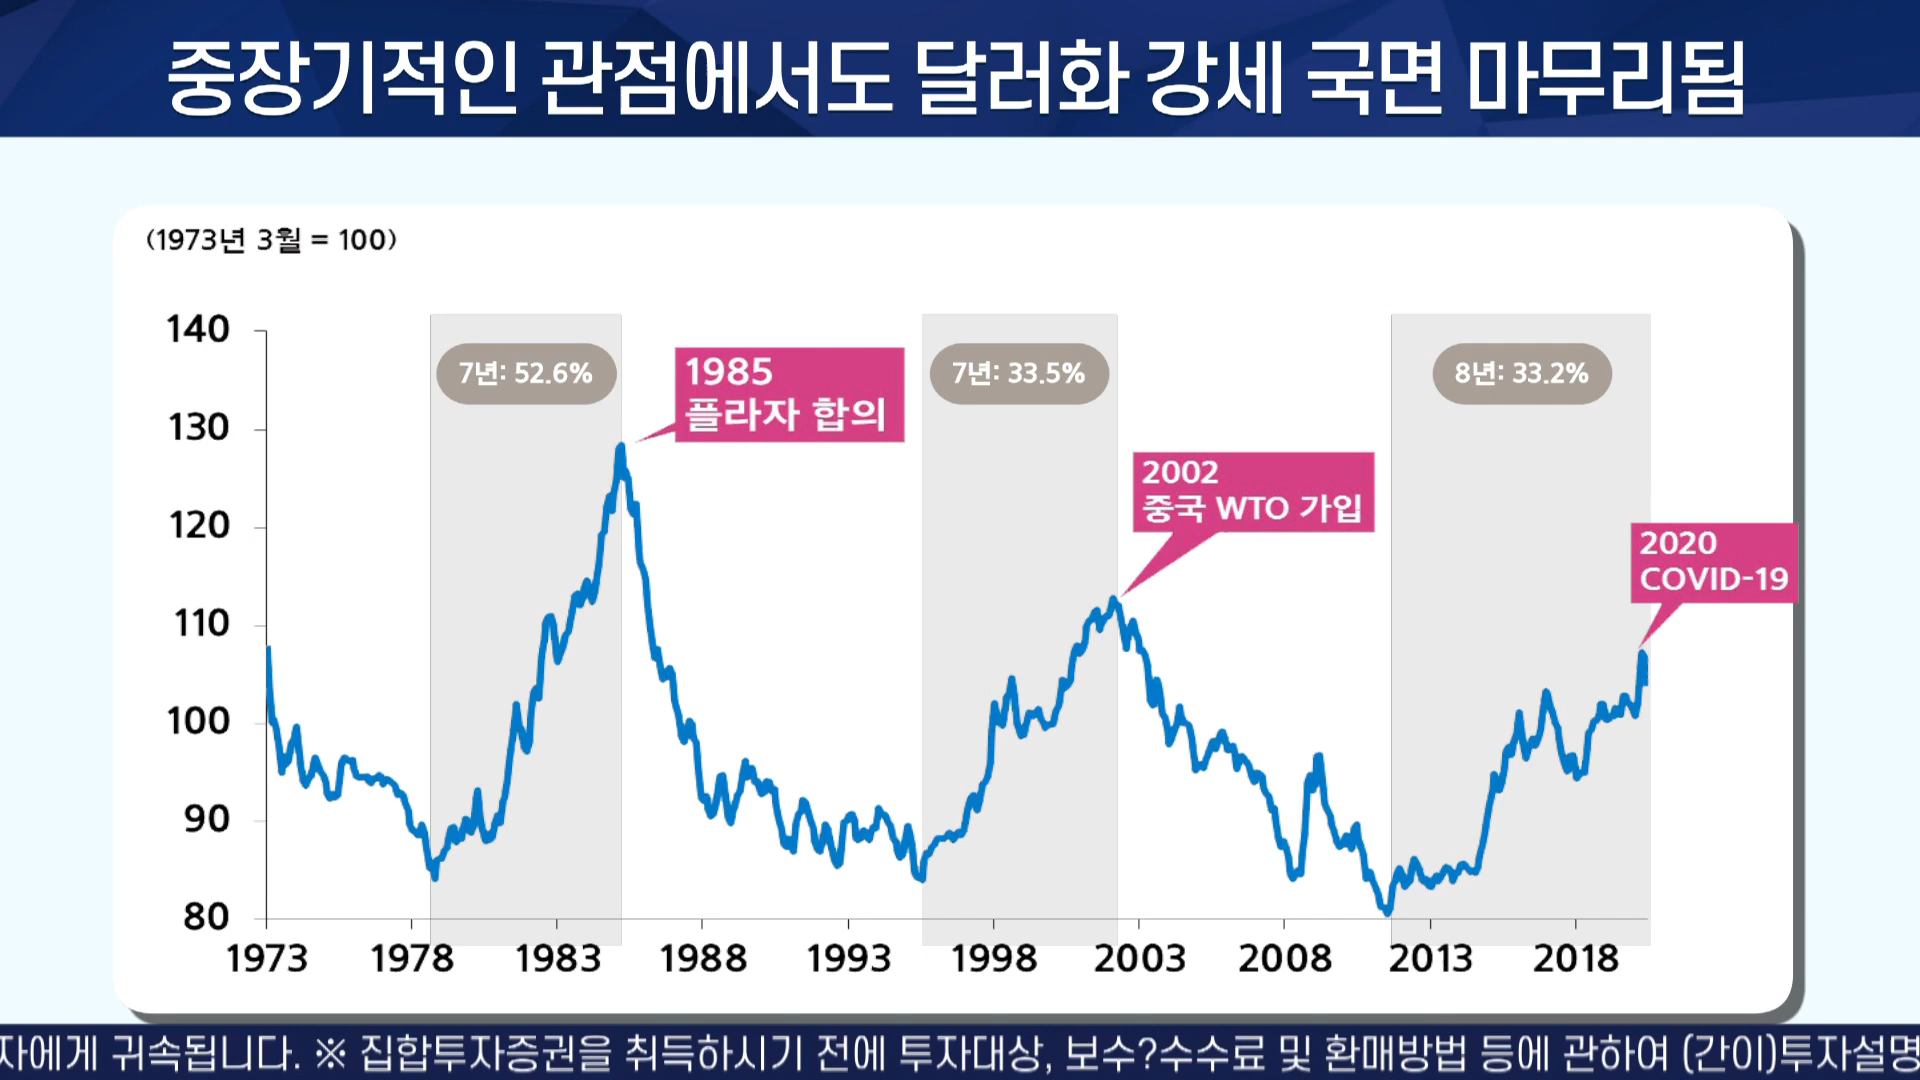 중장기적인 관점에서도 달러화 강세 국면 마무리됨
(1973년 3월 = 100)
140
130
120
110
100
90
80
7년: 52.6%
1985
플라자 합의
7년: 33.5%
2002
중국 WTO 가입
8년: 33.2%
2020
COVID-19
1973 1978 1983 1988 1993 1998 2003 2008 2013 2018
자에게 귀속됩니다. ※ 집합투자증권을 취득하시기 전에 투자대상, 보수?수수료 및 환매방법 등에 관하여 (간이)투자설명